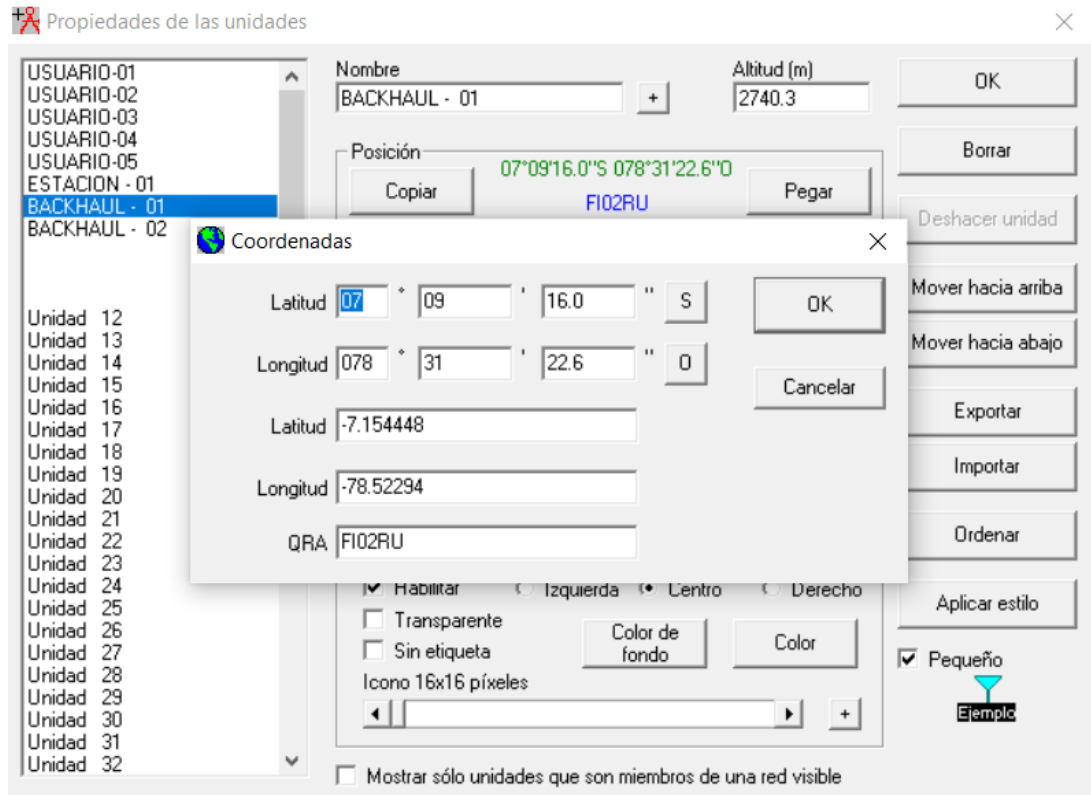 Propiedades de las unidades
USUARIO-01
USUARIO-02
USUARIO-03
USUARIO-04
USUARIO-05
ESTACION - 01
BACKHAUL - 01
BACKHAUL - 02
Unidad 12
Unidad 13
Unidad 14
Unidad 15
Unidad 16
Unidad 17
Unidad 18
Unidad 19
Unidad 20
Unidad 21
Unidad 22
Unidad 23
Unidad 24
Unidad 25
Unidad 26
Unidad 27
Unidad 28
Unidad 29
Unidad 30
Unidad 31
Unidad 32
Nombre
BACKHAUL - 01
+
Altitud (m)
2740.3
Posición
Copiar
07°09'16.0''S 078°31'22.6''O
FI02RU
Pegar
Coordenadas
Latitud 07 ° 09 ' 16.0 '' S
Longitud 078 ° 31 ' 22.6 '' O
Latitud -7.154448
Longitud -78.52294
QRA FI02RU
OK
Cancelar
Habilitar Izquierda Centro Derecho
Transparente
Sin etiqueta
Color de
fondo
Color
Icono 16x16 píxeles
+
Mostrar sólo unidades que son miembros de una red visible
OK
Borrar
Deshacer unidad
Mover hacia arriba
Mover hacia abajo
Exportar
Importar
Ordenar
Aplicar estilo
Pequeño
Ejemplo